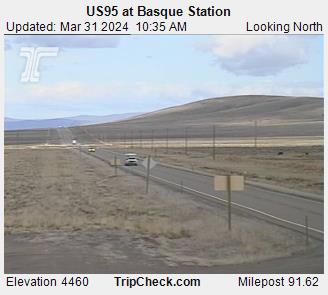 US95 at Basque Station
Updated: Mar 31 2024 10:35 AM Looking North
Elevation 4460 TripCheck.com Milepost 91.62